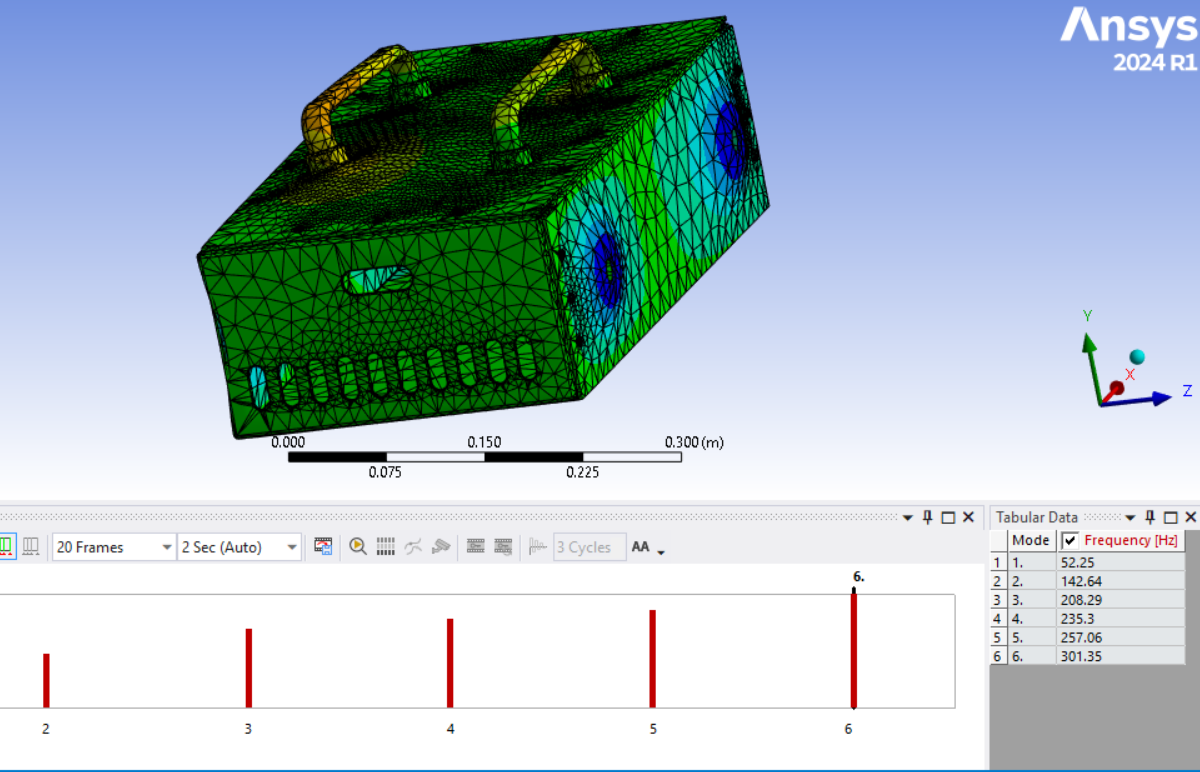 Ansys
2024 R1
Y
X
Z
0.000 0.150 0.300 (m)
0.075 0.225
Tabular Data
20 Frames 2 Sec (Auto) 3 Cycles AA
Mode Frequency [Hz]
1 1. 52.25
2 2. 142.64
3 3. 208.29
4 4. 235.3
5 5. 257.06
6 6. 301.35
6.
2 3 4 5 6